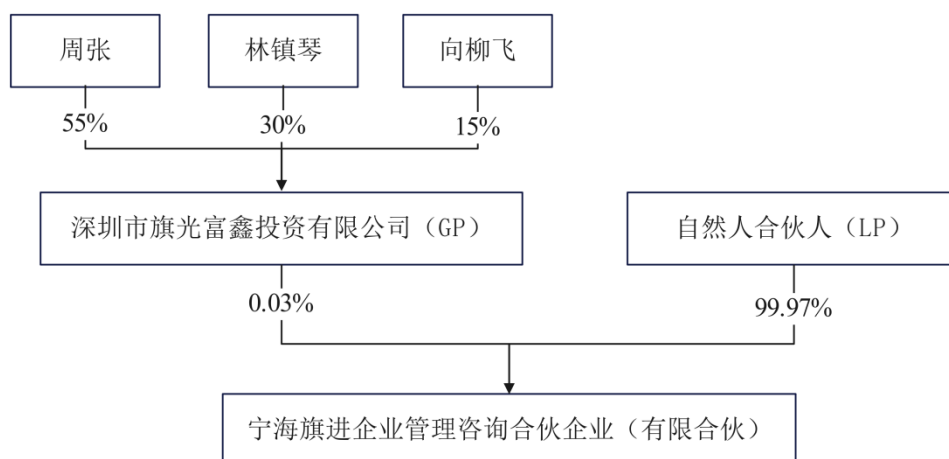 周张
林镇琴
向柳飞
55%
30%
15%
深圳市旗光富鑫投资有限公司（GP）
自然人合伙人（LP）
0.03%
99.97%
宁海旗进企业管理咨询合伙企业（有限合伙）